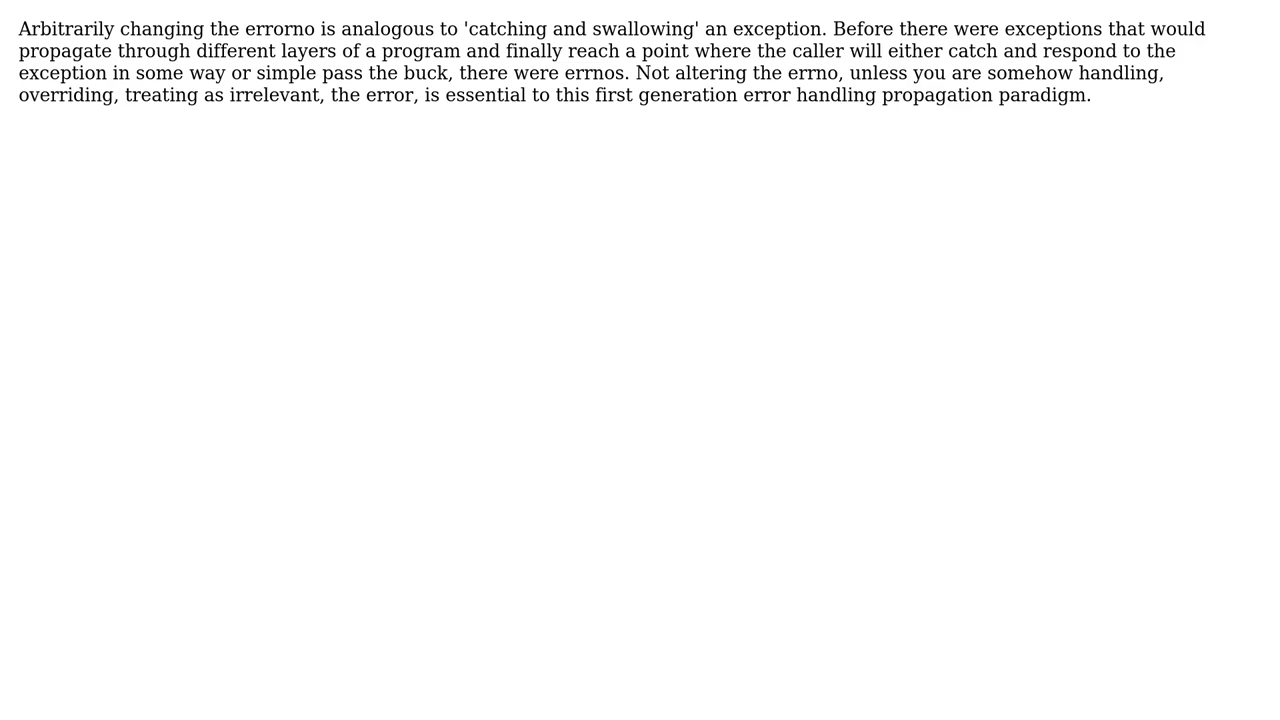 Arbitrarily changing the errorno is analogous to 'catching and swallowing' an exception. Before there were exceptions that would
propagate through different layers of a program and finally reach a point where the caller will either catch and respond to the
exception in some way or simple pass the buck, there were errnos. Not altering the errno, unless you are somehow handling,
overriding, treating as irrelevant, the error, is essential to this first generation error handling propagation paradigm.